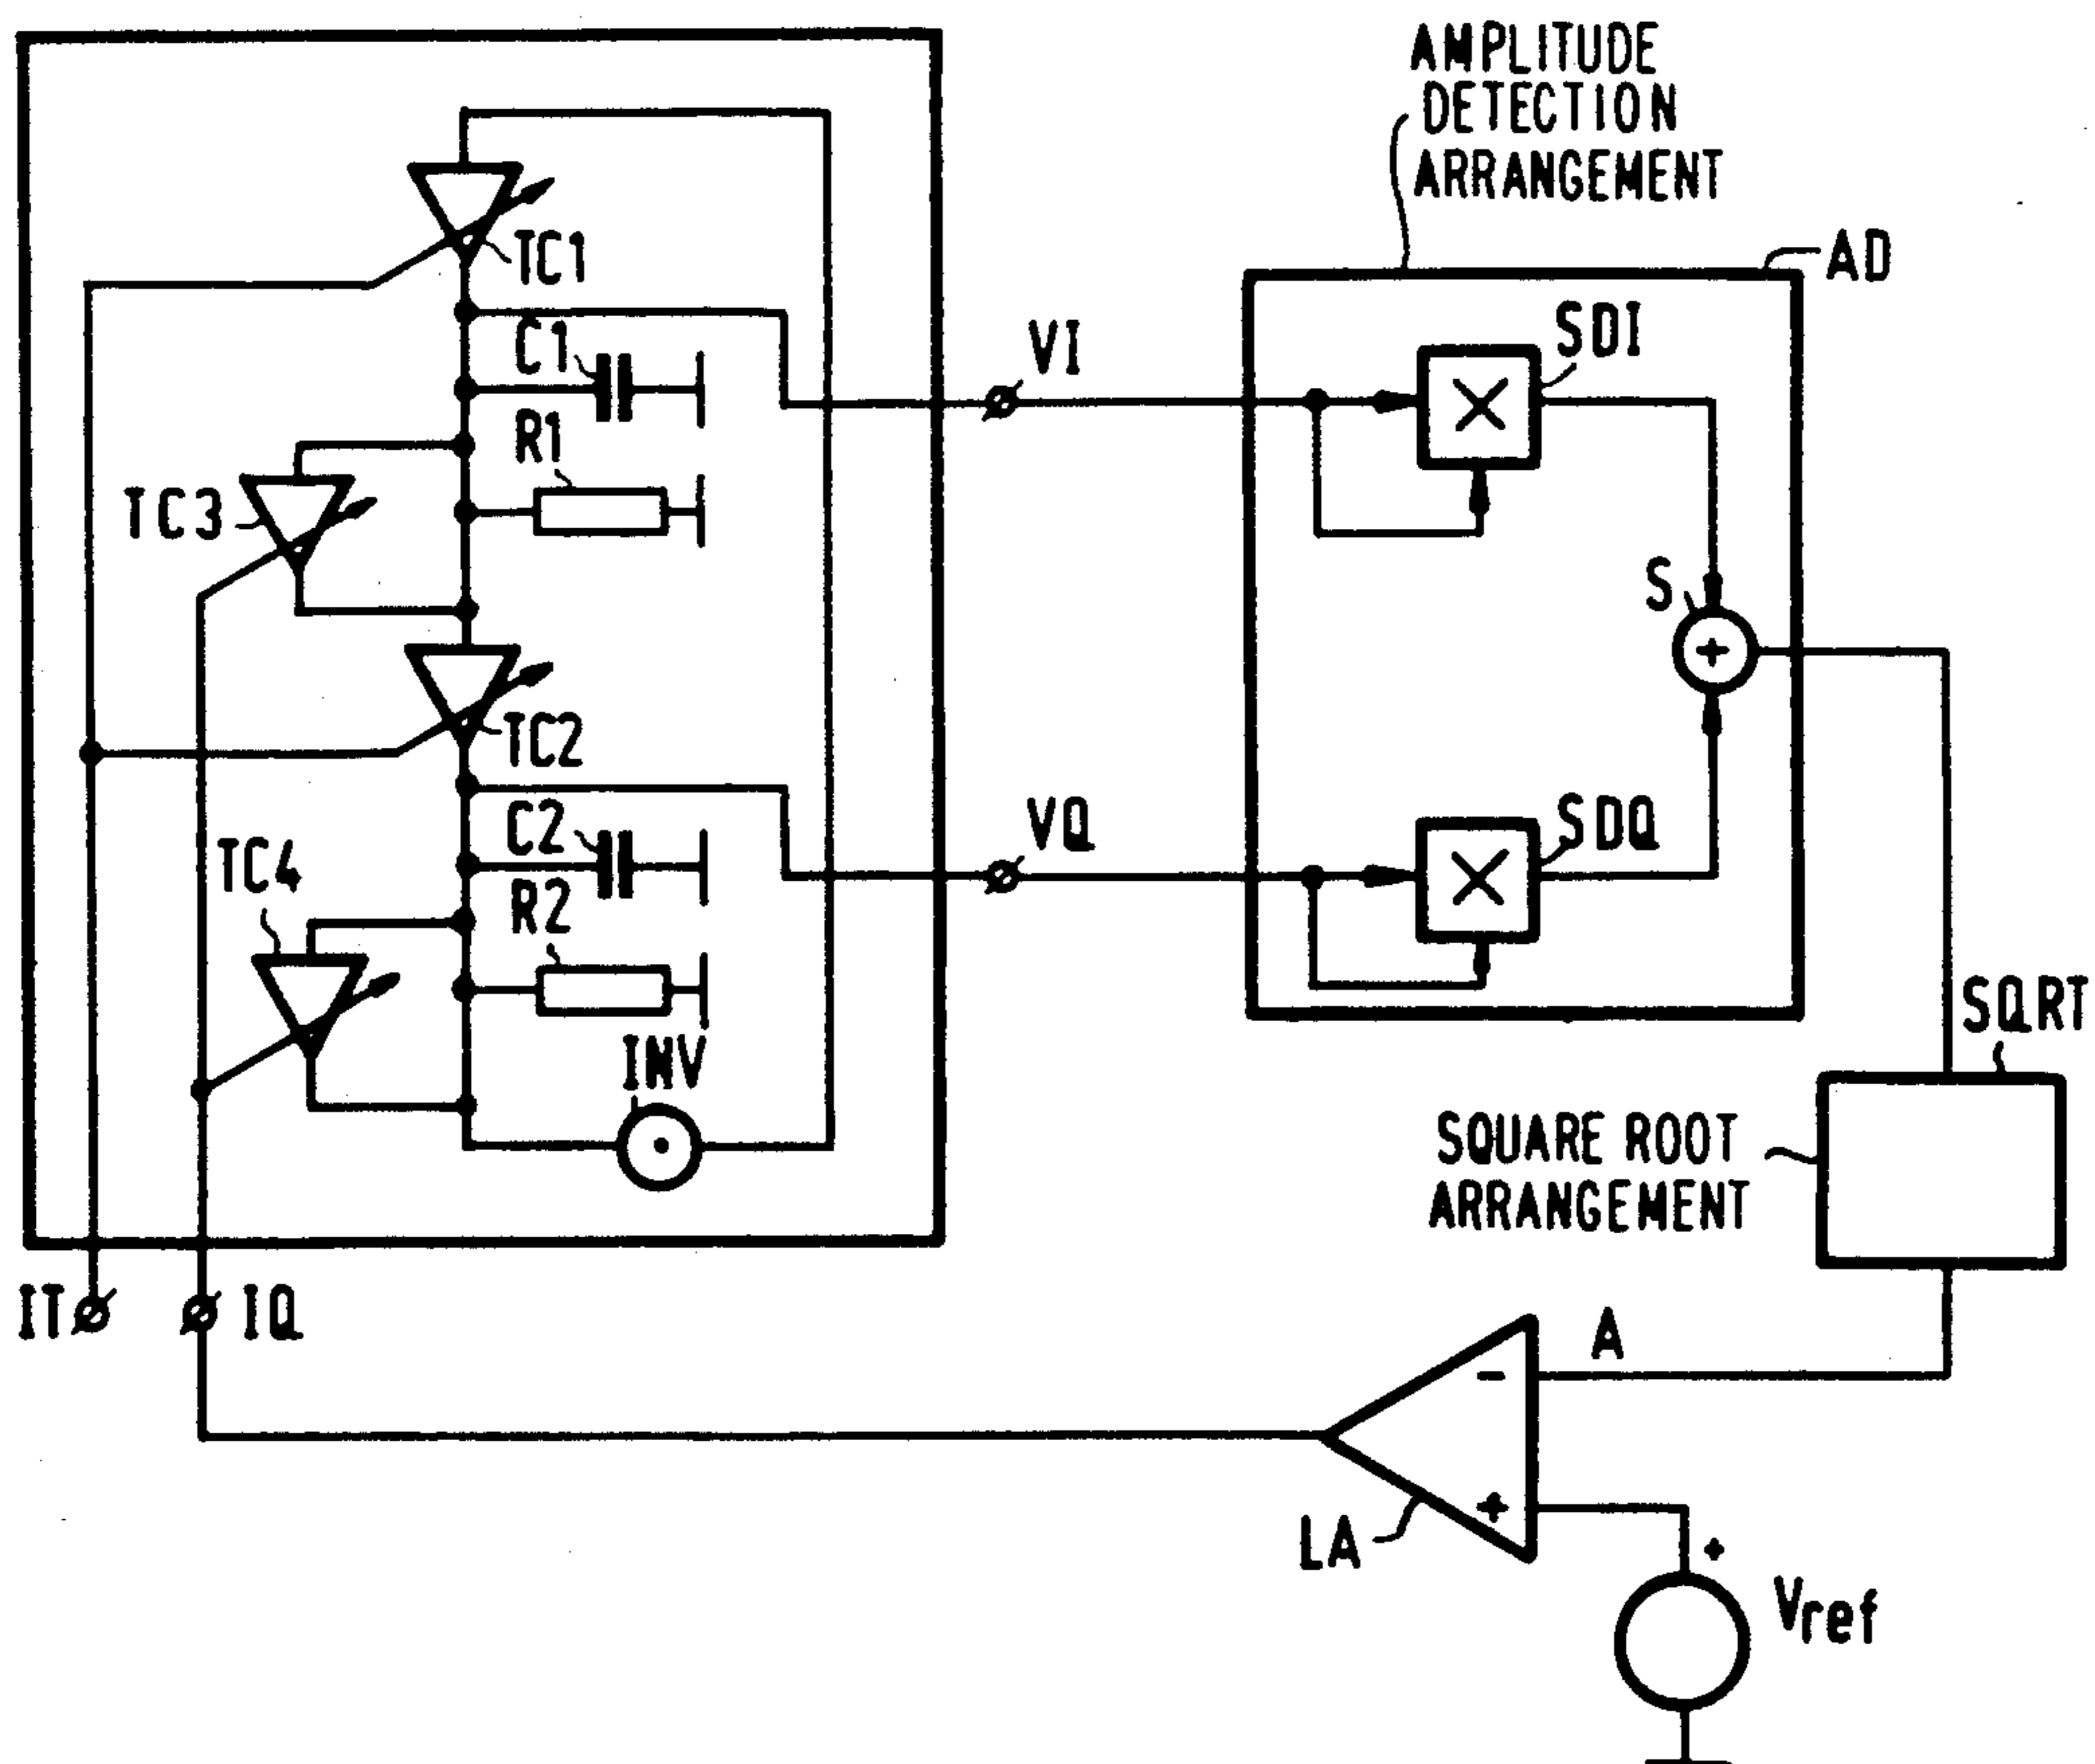 AMPLITUDE
DETECTION
ARRANGEMENT
AD
TC1
C1
VI
SDI
R1
TC3
S
+
TC2
C2
VQ
SDQ
TC4
R2
SQRT
INV
SQUARE ROOT
ARRANGEMENT
IT
IQ
A
-
+
LA
+
Vref